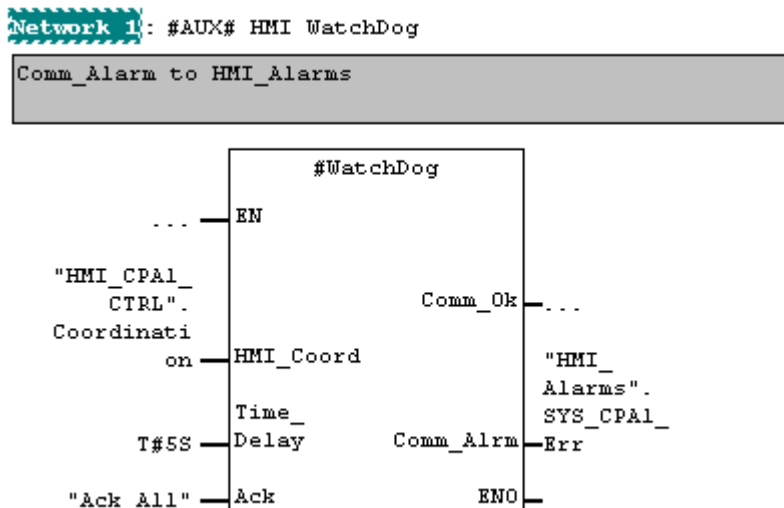 Network 1: #AUX# HMI WatchDog
Comm_Alarm to HMI_Alarms
#WatchDog
... EN
"HMI_CPA1_
CTRL".
Coordinati
on HMI_Coord
Comm_Ok ...
Time_
T#5S Delay
"HMI_
Alarms".
SYS_CPA1_
Comm_Alrm Err
"Ack All" Ack ENO